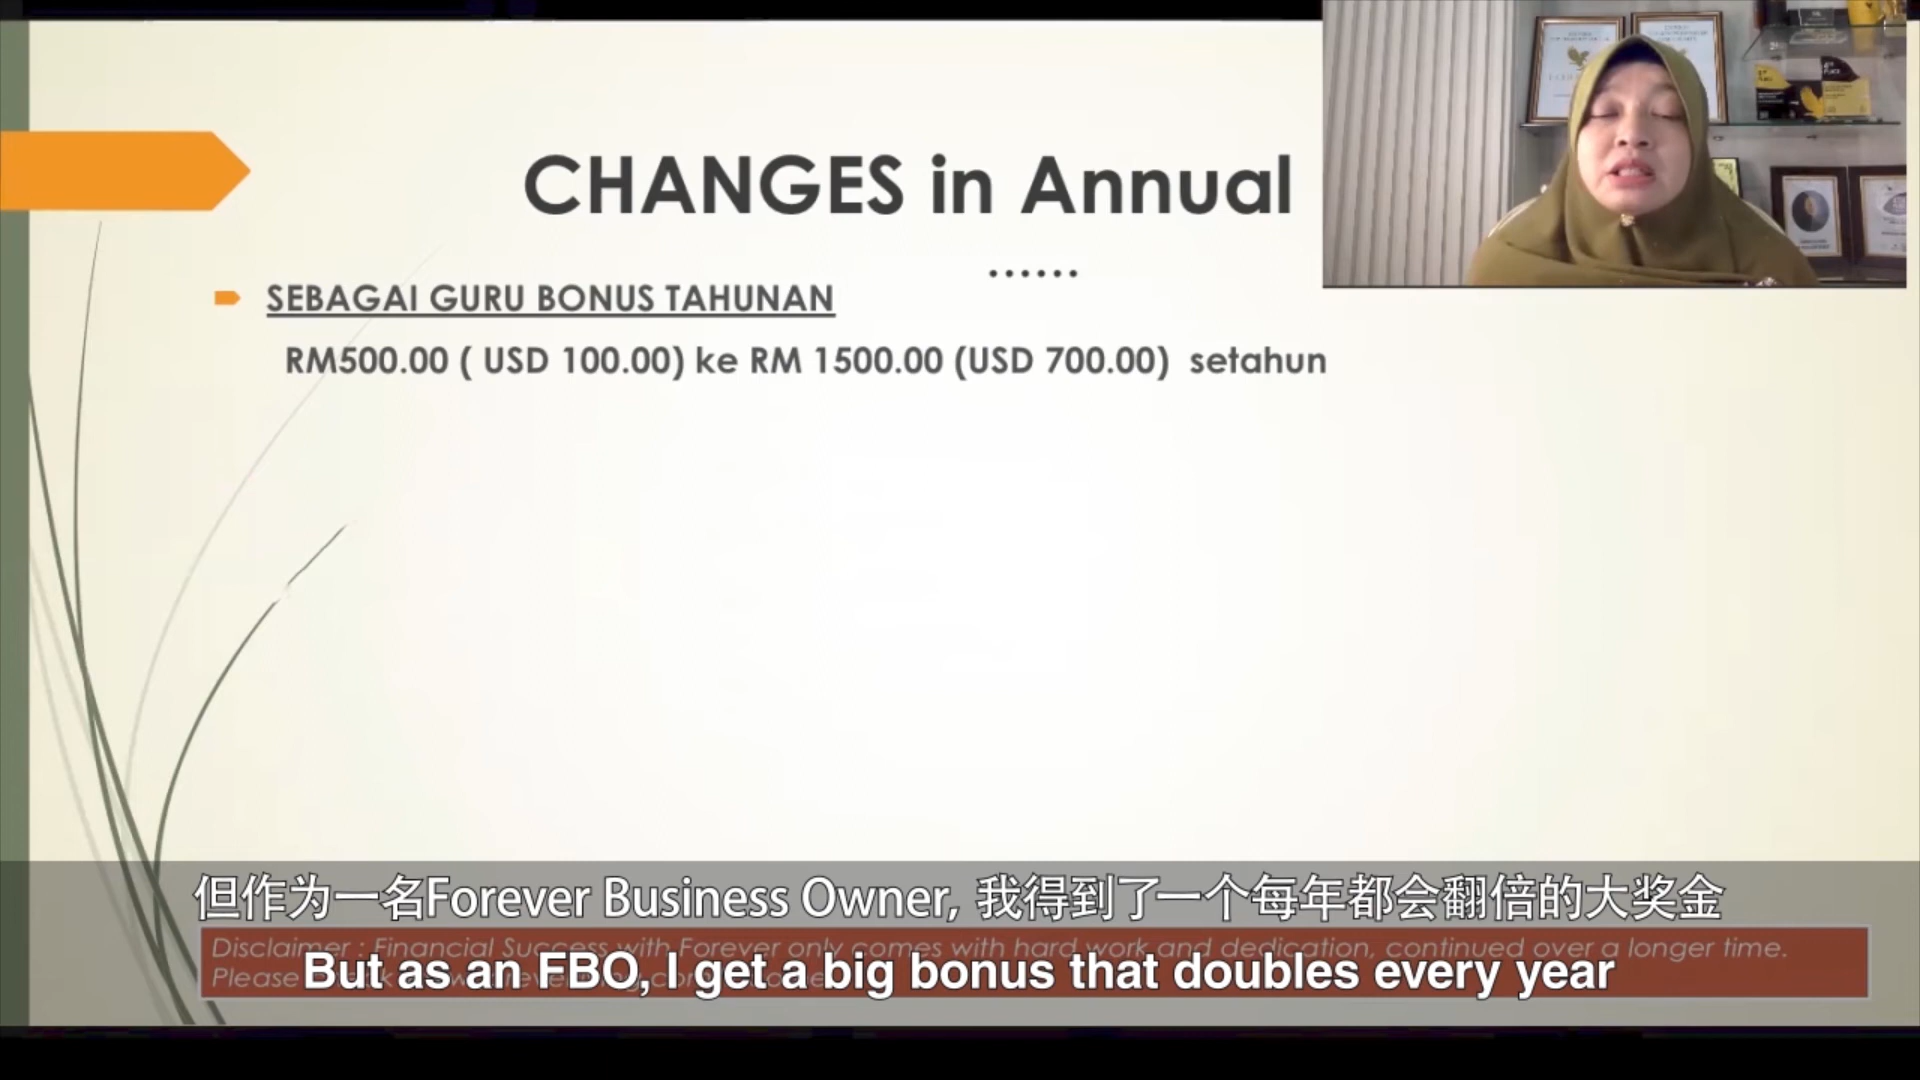 CHANGES in Annual
......
SEBAGAI GURU BONUS TAHUNAN
RM500.00 ( USD 100.00) ke RM 1500.00 (USD 700.00) setahun
但作为一名Forever Business Owner, 我得到了一个每年都会翻倍的大奖金
Disclaimer : Financial Success with Forever only comes with hard work and dedication, continued over a longer time.
Please
But as an FBO, I get a big bonus that doubles every year